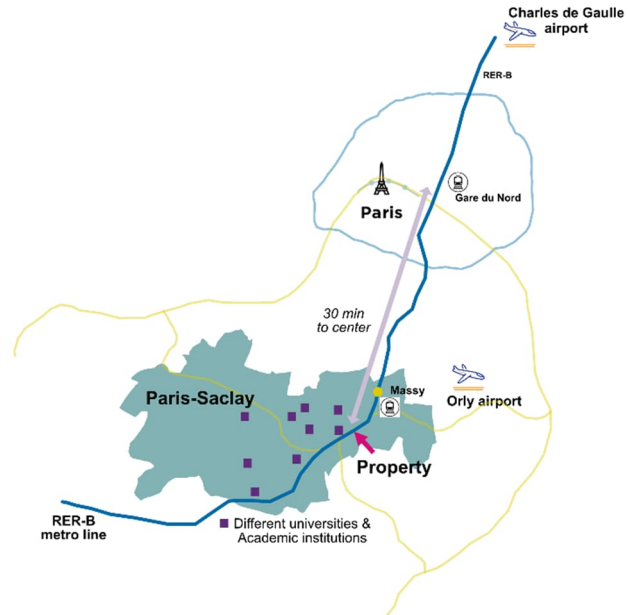 Charles de Gaulle
airport
RER-B
Gare du Nord
Paris
30 min
to center
Massy
Orly airport
Paris-Saclay
Property
RER-B
metro line
Different universities &
Academic institutions